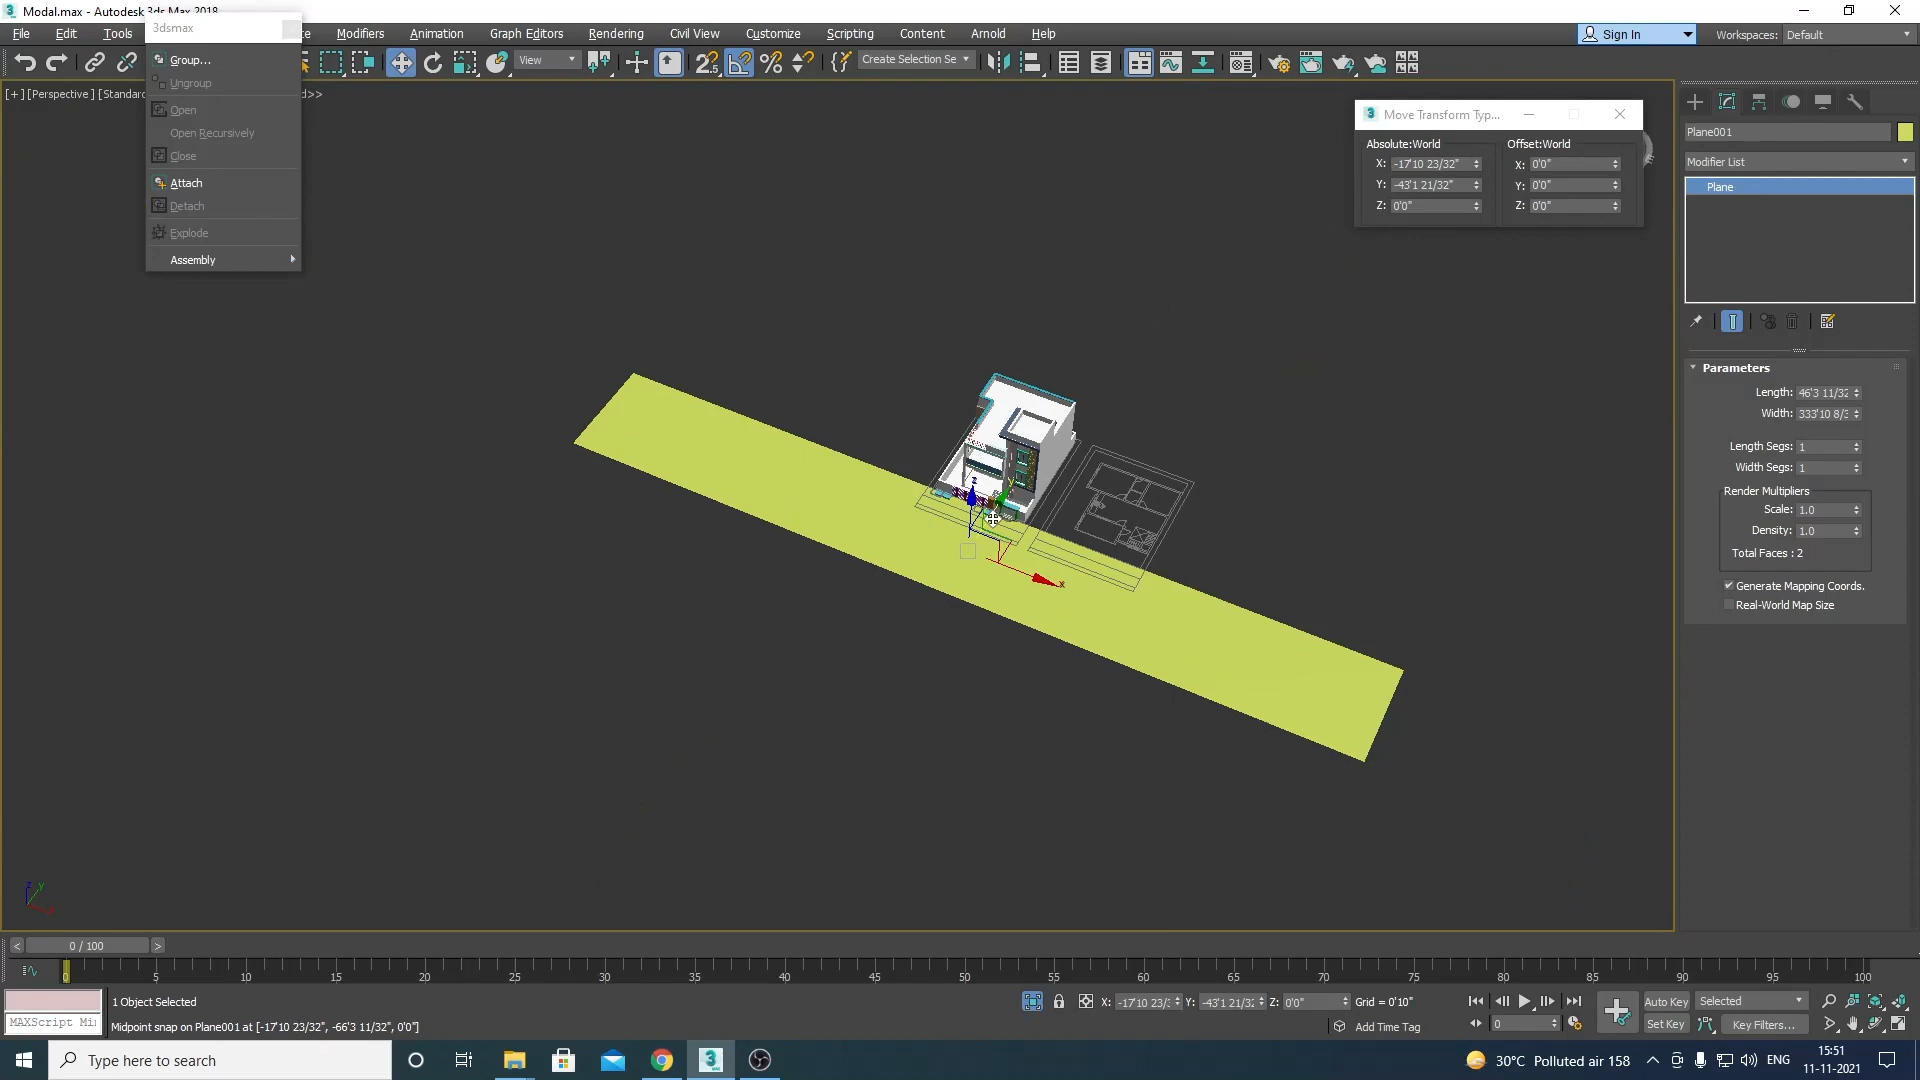 Modal.max - Autodesk 3ds Max 2018
3dsmax
File
Edit
Tools
Modifiers
Animation
Graph Editors
Rendering
Civil View
Customize
Scripting
Content
Arnold
Help
Sign In
Workspaces: Default
View
Create Selection Se
[+] [Perspective ] [Standar
d>>
Group...
Ungroup
Open
Open Recursively
Close
Attach
Detach
Explode
Assembly
Move Transform Typ...
Absolute:World
Offset:World
X: -17'10 23/32"
X: 0'0"
Y: -43'1 21/32"
Y: 0'0"
Z: 0'0"
Z: 0'0"
Plane001
Modifier List
Plane
Parameters
Length: 46'3 11/32
Width: 333'10 8/3
Length Segs: 1
Width Segs: 1
Render Multipliers
Scale: 1.0
Density: 1.0
Total Faces : 2
Generate Mapping Coords.
Real-World Map Size
z
y
x
z y
0 / 100
0 5 10 15 20 25 30 35 40 45 50 55 60 65 70 75 80 85 90 95 100
1 Object Selected
X: -17'10 23/3 Y: -43'1 21/32 Z: 0'0" Grid = 0'10"
Auto Key
Selected
MAXScript Mi
Midpoint snap on Plane001 at [-17'10 23/32", -66'3 11/32", 0'0"]
Add Time Tag
0
Set Key
Key Filters...
Type here to search
30°C Polluted air 158
ENG
15:51
11-11-2021